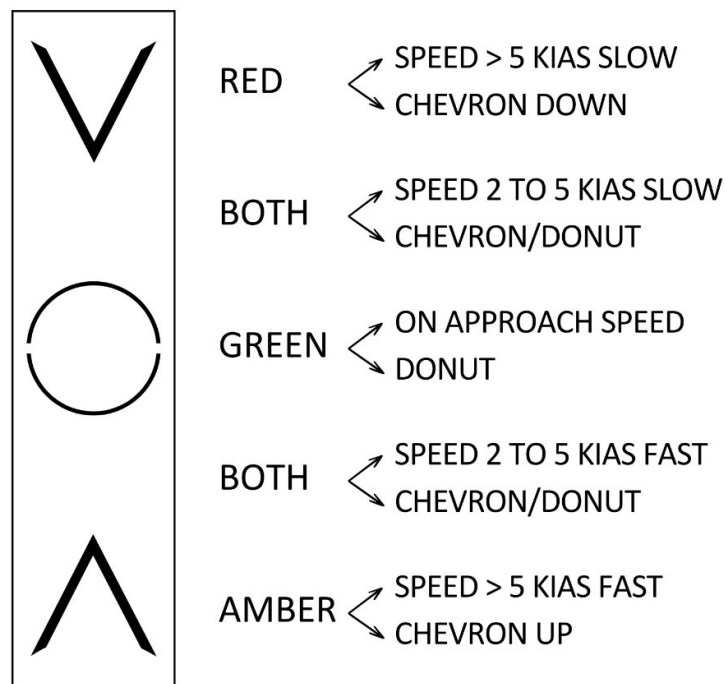 RED
SPEED > 5 KIAS SLOW
CHEVRON DOWN
BOTH
SPEED 2 TO 5 KIAS SLOW
CHEVRON/DONUT
GREEN
ON APPROACH SPEED
DONUT
BOTH
SPEED 2 TO 5 KIAS FAST
CHEVRON/DONUT
AMBER
SPEED > 5 KIAS FAST
CHEVRON UP